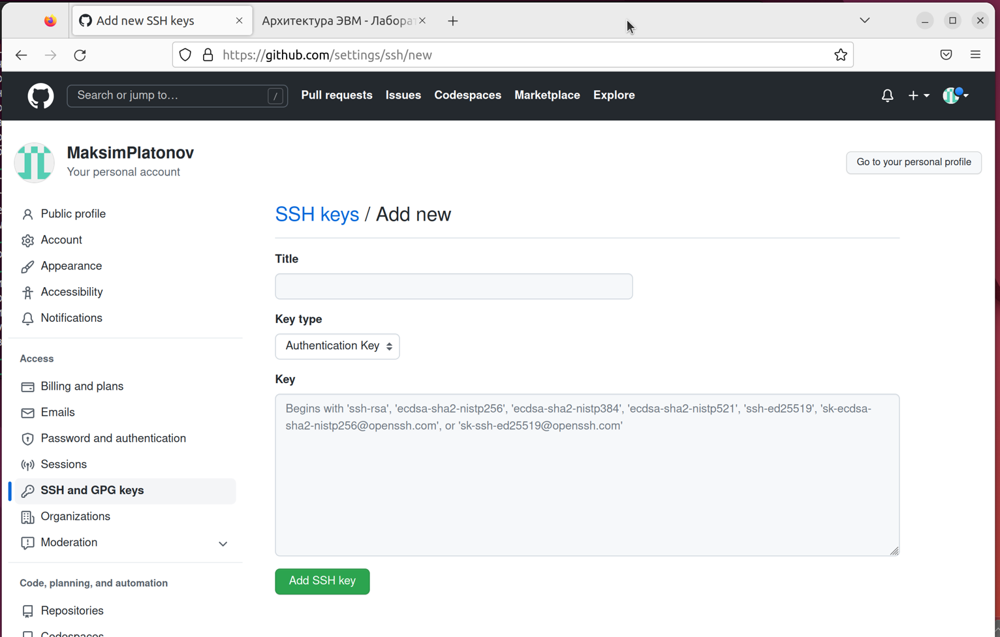 Add new SSH keys
Архитектура ЭВМ - Лаборат
https://github.com/settings/ssh/new
Search or jump to…
/
Pull requests
Issues
Codespaces
Marketplace
Explore
MaksimPlatonov
Your personal account
Go to your personal profile
Public profile
Account
Appearance
Accessibility
Notifications
Access
Billing and plans
Emails
Password and authentication
Sessions
SSH and GPG keys
Organizations
Moderation
Code, planning, and automation
Repositories
Codespaces
SSH keys / Add new
Title
Key type
Authentication Key
Key
Begins with 'ssh-rsa', 'ecdsa-sha2-nistp256', 'ecdsa-sha2-nistp384', 'ecdsa-sha2-nistp521', 'ssh-ed25519', 'sk-ecdsa-
sha2-nistp256@openssh.com', or 'sk-ssh-ed25519@openssh.com'
Add SSH key